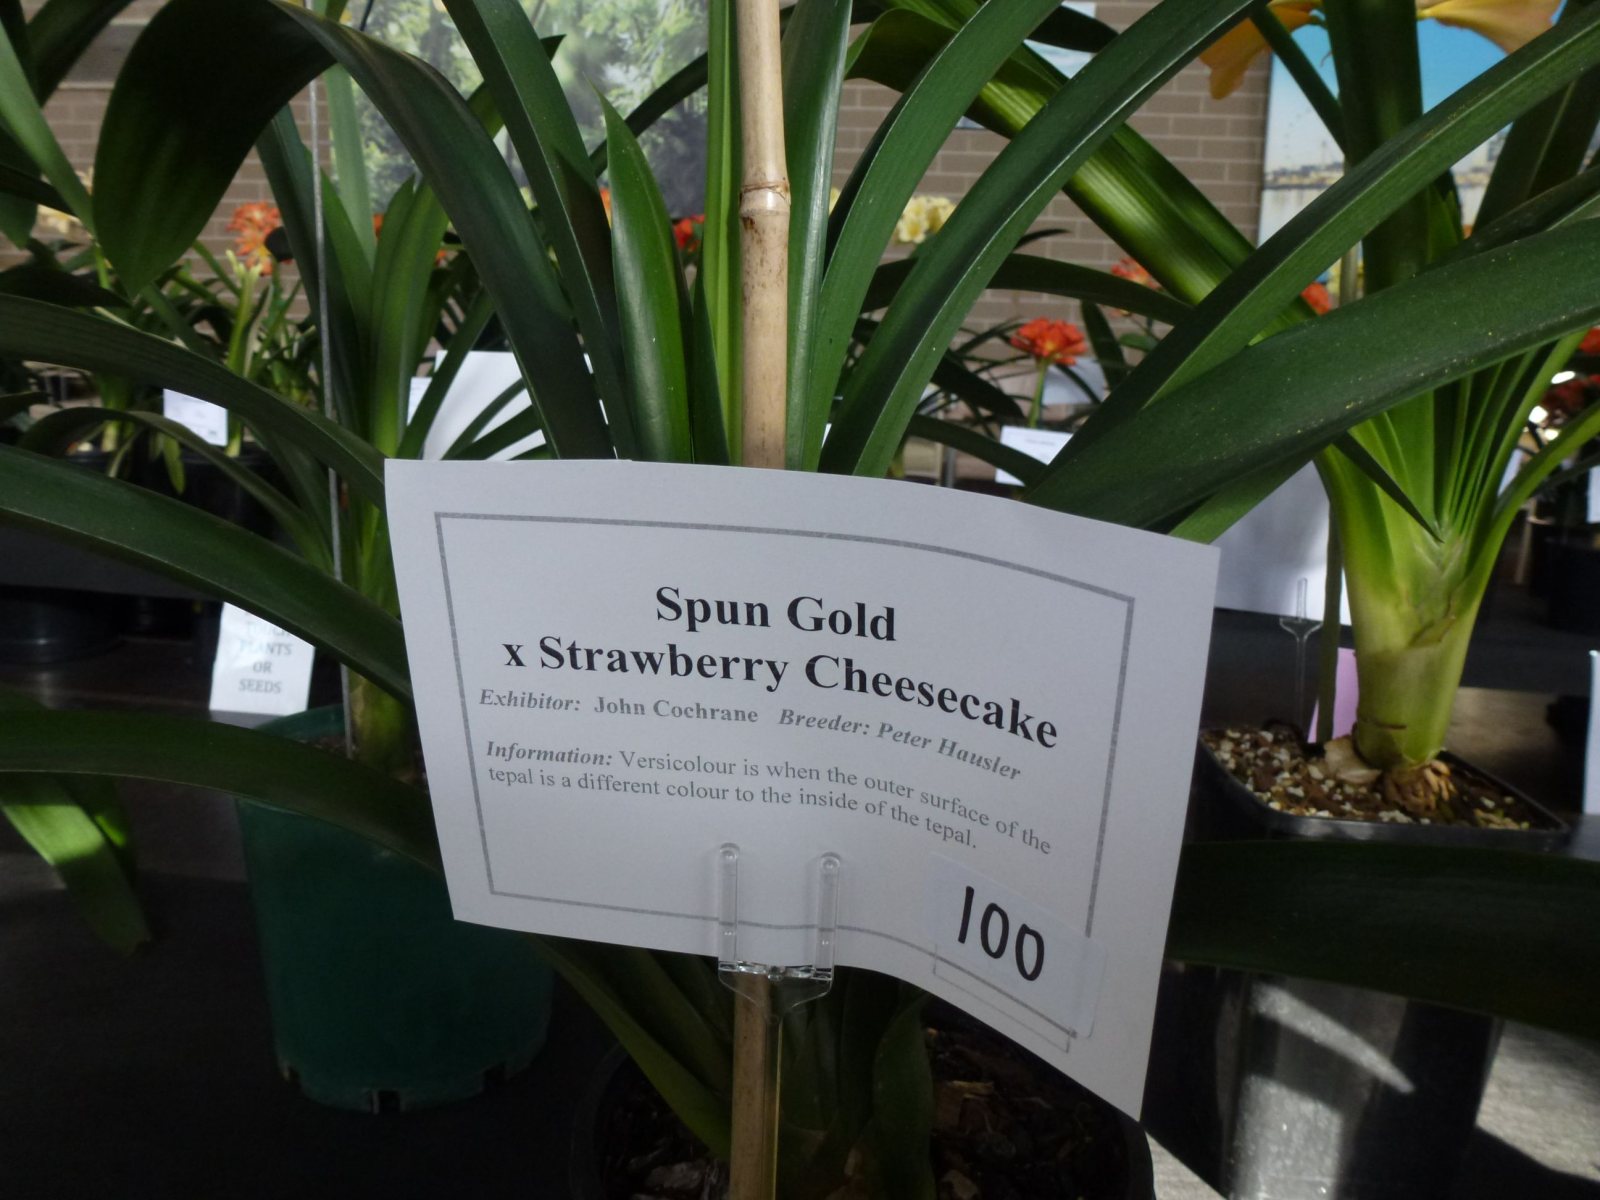 Spun Gold
x Strawberry Cheesecake
Exhibitor: John Cochrane Breeder: Peter Hausler
Information: Versicolour is when the outer surface of the
tepal is a different colour to the inside of the tepal.
100
PLANTS
OR
SEEDS